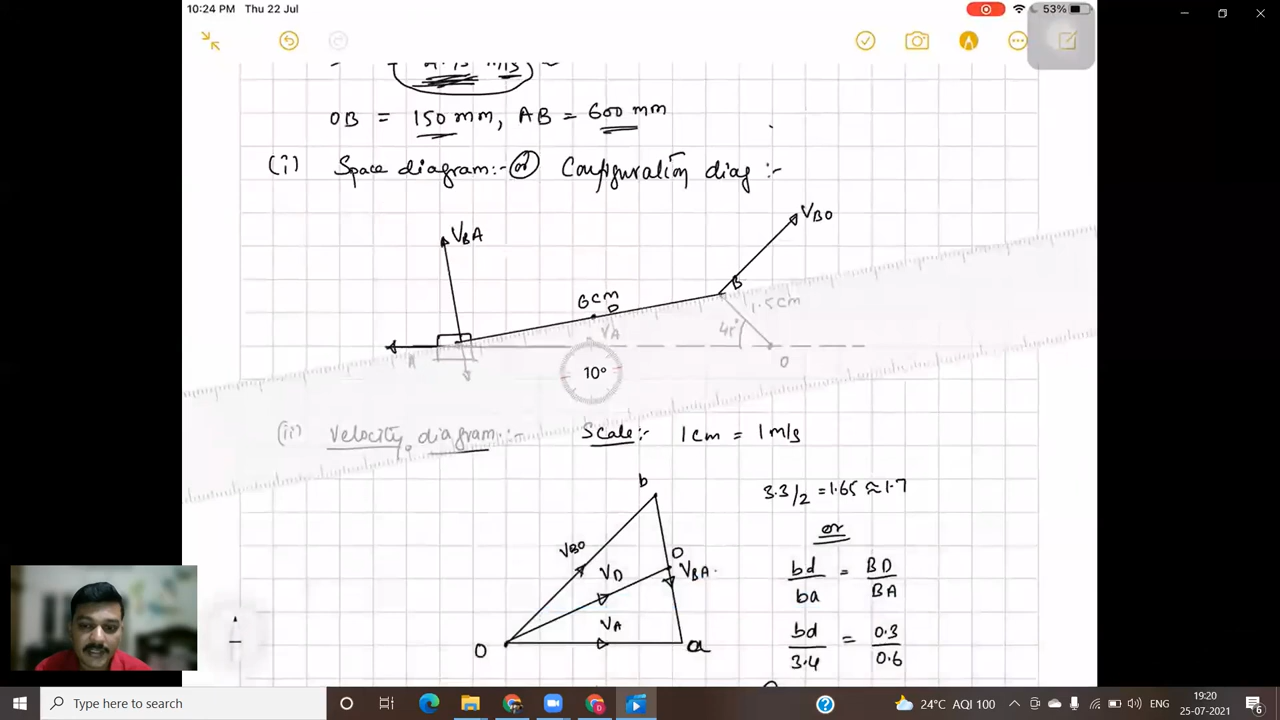 10:24 PM Thu 22 Jul
53%
OB = 150 mm, AB = 600 mm
(i) Space diagram:- or Configuration diag :-
VBO
VBA
B
6cm
D
1.5cm
VA
45°
A
O
10°
(ii) Velocity diagram :- Scale:- 1cm = 1m/s
b
3.3/2 = 1.65 ≈ 1.7
or
VBO
D
VD
VBA
bd/ba = BD/BA
VA
O
a
bd/3.4 = 0.3/0.6
Type here to search
24°C AQI 100
19:20
25-07-2021
6